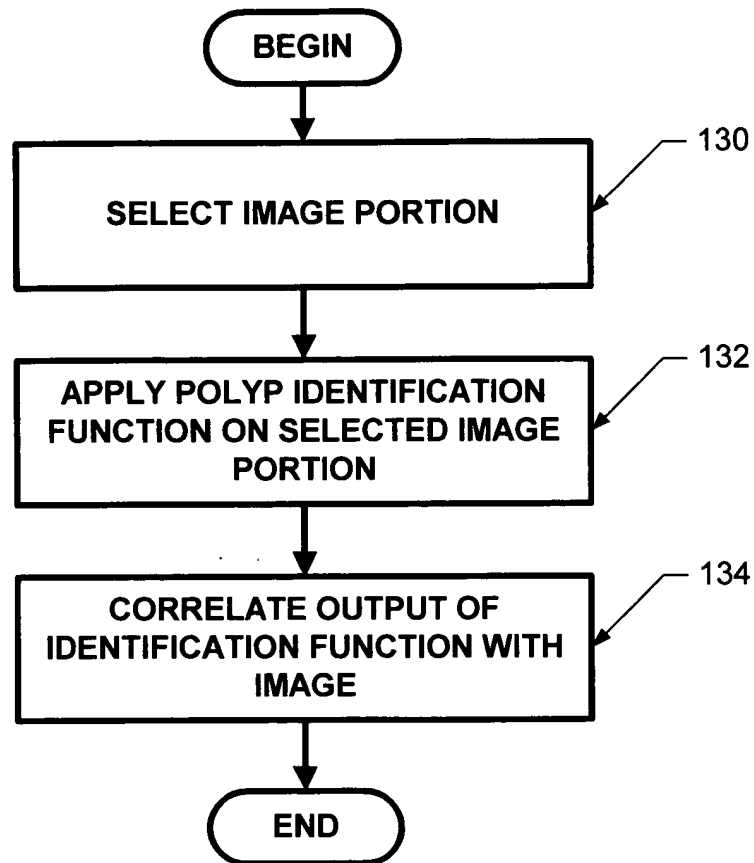 BEGIN
130
SELECT IMAGE PORTION
132
APPLY POLYP IDENTIFICATION
FUNCTION ON SELECTED IMAGE
PORTION
134
CORRELATE OUTPUT OF
IDENTIFICATION FUNCTION WITH
IMAGE
END